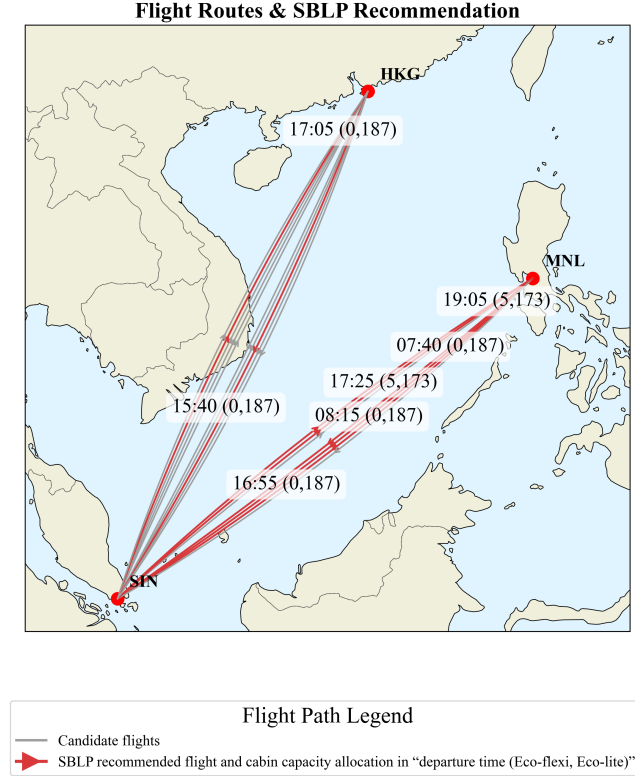 Flight Routes & SBLP Recommendation
HKG
17:05 (0,187)
MNL
19:05 (5,173)
07:40 (0,187)
17:25 (5,173)
15:40 (0,187)
08:15 (0,187)
16:55 (0,187)
SIN
Flight Path Legend
Candidate flights
SBLP recommended flight and cabin capacity allocation in “departure time (Eco-flexi, Eco-lite)”